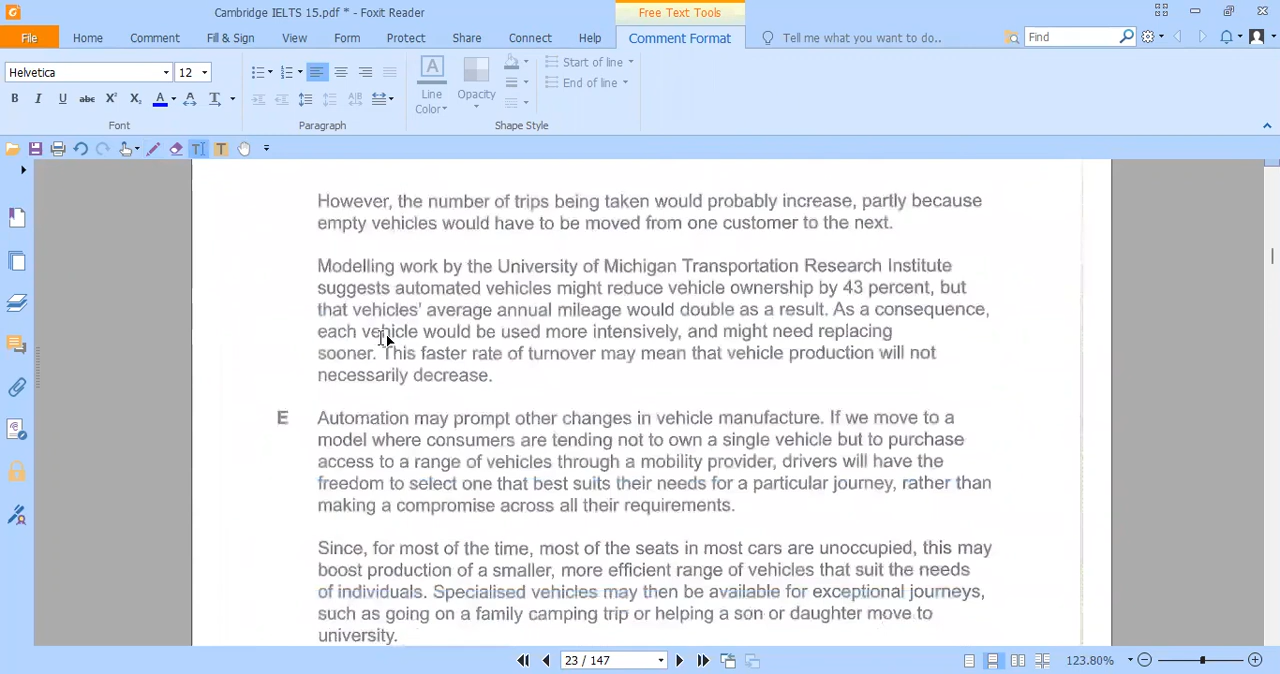 Cambridge IELTS 15.pdf * - Foxit Reader
Free Text Tools
File Home Comment Fill & Sign View Form Protect Share Connect Help Comment Format Tell me what you want to do.. Find
Helvetica 12
Start of line
End of line
B I U abc X² X₂ A A T
Line Color
Opacity
Font
Paragraph
Shape Style
However, the number of trips being taken would probably increase, partly because
empty vehicles would have to be moved from one customer to the next.
Modelling work by the University of Michigan Transportation Research Institute
suggests automated vehicles might reduce vehicle ownership by 43 percent, but
that vehicles' average annual mileage would double as a result. As a consequence,
each vehicle would be used more intensively, and might need replacing
sooner. This faster rate of turnover may mean that vehicle production will not
necessarily decrease.
E Automation may prompt other changes in vehicle manufacture. If we move to a
model where consumers are tending not to own a single vehicle but to purchase
access to a range of vehicles through a mobility provider, drivers will have the
freedom to select one that best suits their needs for a particular journey, rather than
making a compromise across all their requirements.
Since, for most of the time, most of the seats in most cars are unoccupied, this may
boost production of a smaller, more efficient range of vehicles that suit the needs
of individuals. Specialised vehicles may then be available for exceptional journeys,
such as going on a family camping trip or helping a son or daughter move to
university.
23 / 147
123.80%